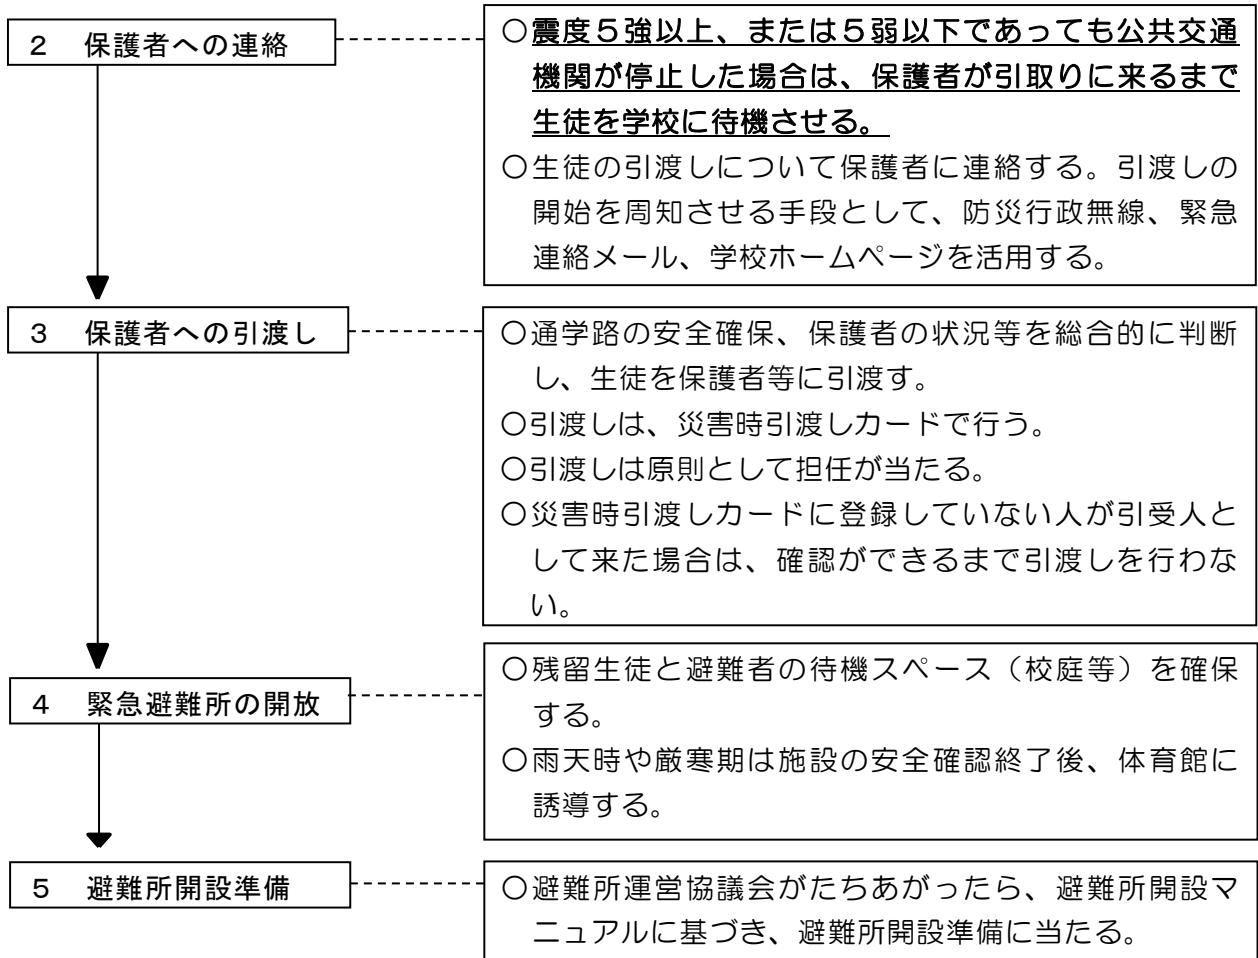 2 保護者への連絡
○震度5強以上、または5弱以下であっても公共交通
機関が停止した場合は、保護者が引取りに来るまで
生徒を学校に待機させる。
○生徒の引渡しについて保護者に連絡する。引渡しの
開始を周知させる手段として、防災行政無線、緊急
連絡メール、学校ホームページを活用する。
3 保護者への引渡し
○通学路の安全確保、保護者の状況等を総合的に判断
し、生徒を保護者等に引渡す。
○引渡しは、災害時引渡しカードで行う。
○引渡しは原則として担任が当たる。
○災害時引渡しカードに登録していない人が引受人と
して来た場合は、確認ができるまで引渡しを行わな
い。
4 緊急避難所の開放
○残留生徒と避難者の待機スペース（校庭等）を確保
する。
○雨天時や厳寒期は施設の安全確認終了後、体育館に
誘導する。
5 避難所開設準備
○避難所運営協議会がたちあがったら、避難所開設マ
ニュアルに基づき、避難所開設準備に当たる。